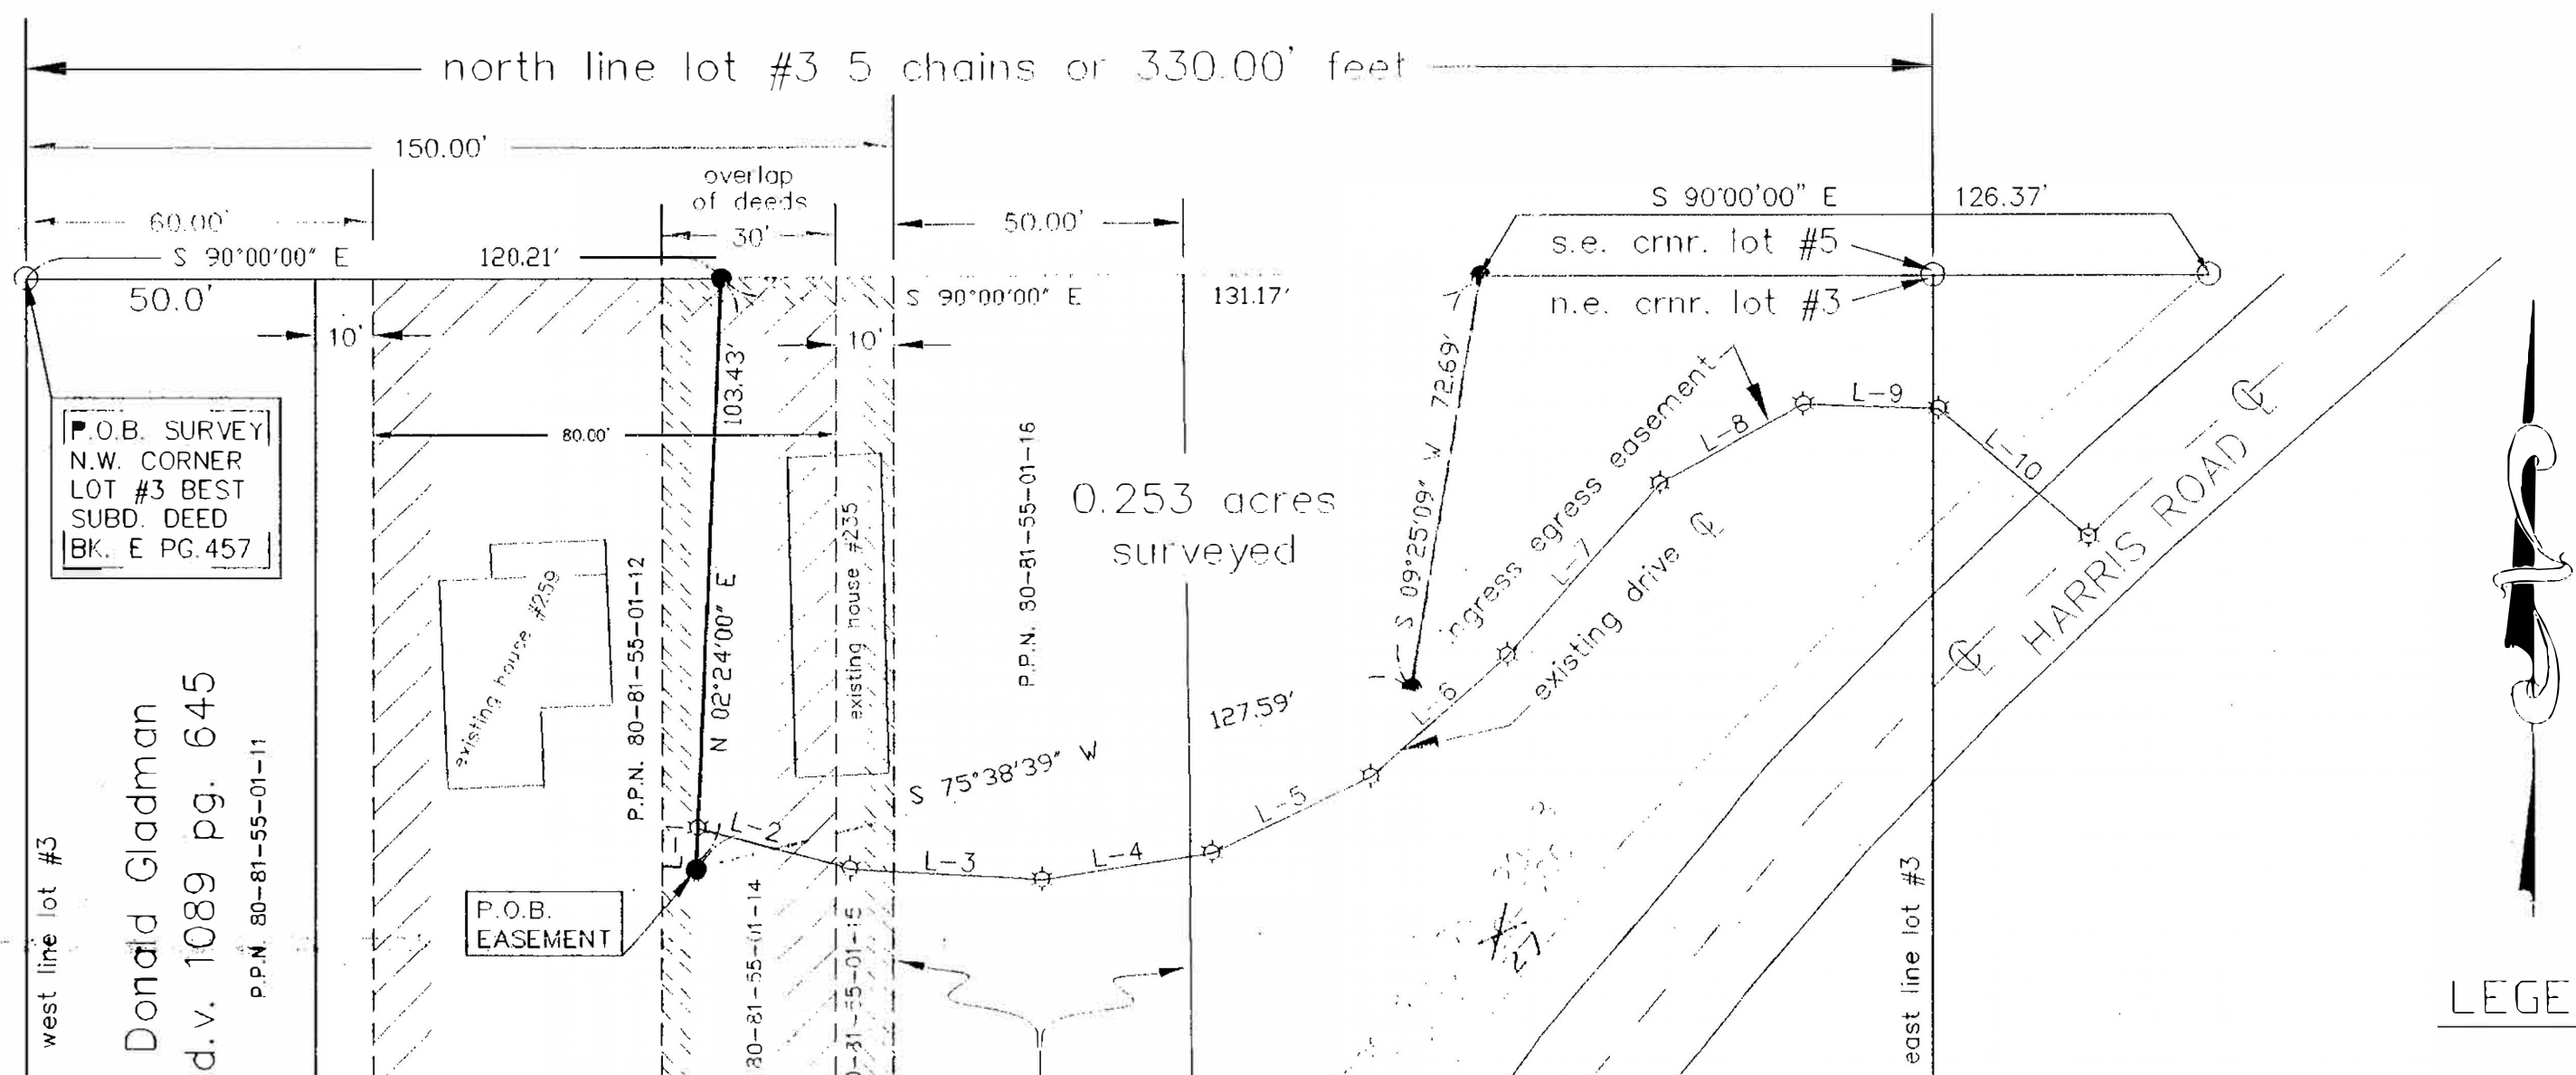 north line lot #3 5 chains or 330.00' feet
150.00'
overlap
of deeds
60.00'
30'
50.00'
S 90°00'00" E 126.37'
S 90°00'00" E 120.21'
s.e. crnr. lot #5
50.0'
S 90°00'00" E 131.17'
n.e. crnr. lot #3
10'
10'
103.43'
N 02°24'00" E
S 09°25'09" W 72.69'
P.O.B. SURVEY
N.W. CORNER
LOT #3 BEST
SUBD. DEED
BK. E PG.457
80.00'
P.P.N. 80-81-55-01-16
0.253 acres
surveyed
ingress egress easement
existing drive ℄
L-9
L-8
L-10
L-7
L-6
L-5
L-4
L-3
L-2
L-1
℄
HARRIS ROAD
℄
existing house #259
existing house #235
P.P.N. 80-81-55-01-12
S 75°38'39" W 127.59'
west line lot #3
Donald Gladman
d.v. 1089 pg. 645
P.P.N. 80-81-55-01-11
P.O.B.
EASEMENT
80-81-55-01-14
27
east line lot #3
LEGE